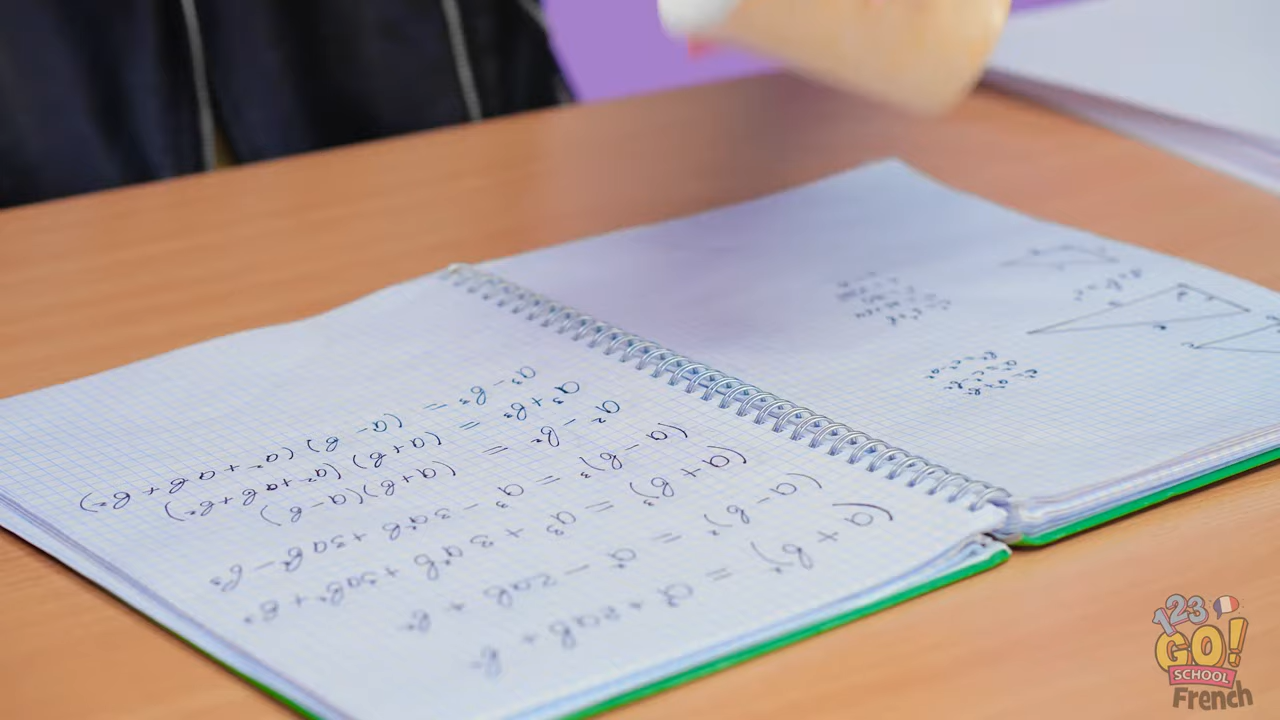 (a + b)² = a² + 2ab + b²
(a - b)² = a² - 2ab + b²
(a + b)³ = a³ + 3a²b + 3ab² + b³
(a - b)³ = a³ - 3a²b + 3ab² - b³
a² - b² = (a+b)(a-b)
a³ + b³ = (a+b)(a²+ab+b²)
a³ - b³ = (a-b)(a²+ab+b²)
123
GO!
SCHOOL
French